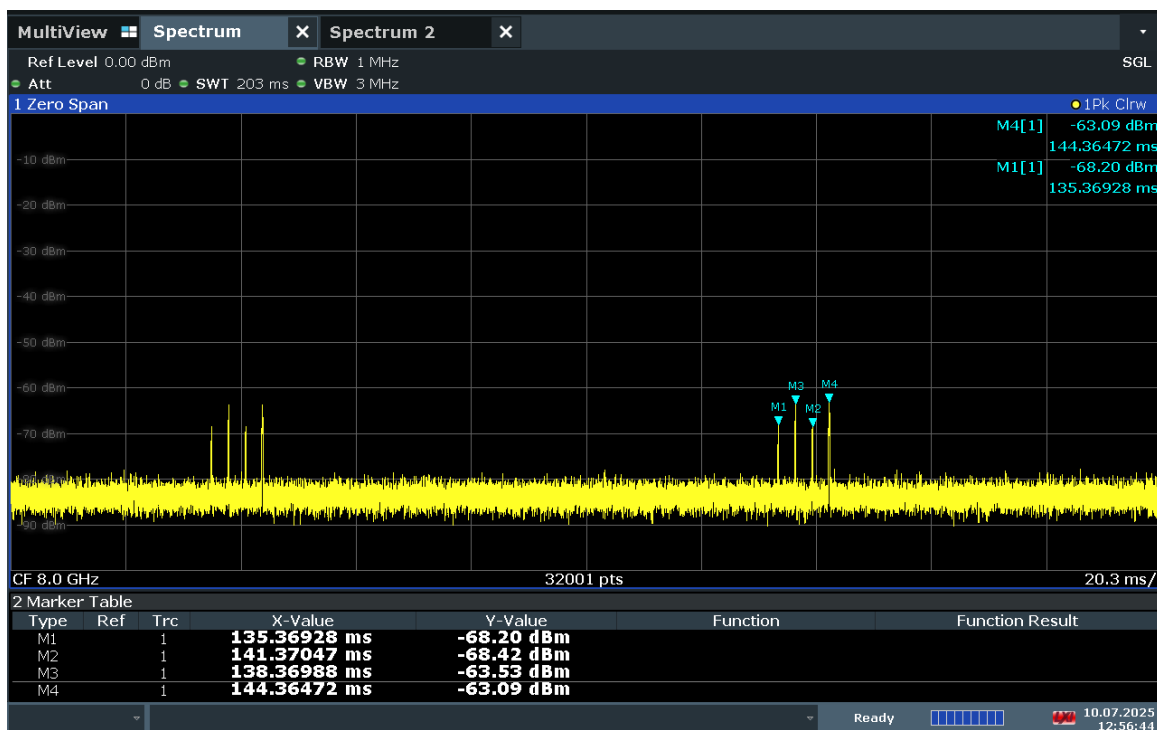 MultiView Spectrum X Spectrum 2 X
Ref Level 0.00 dBm RBW 1 MHz SGL
Att 0 dB SWT 203 ms VBW 3 MHz
1 Zero Span 1Pk Clrw
M4[1] -63.09 dBm
144.36472 ms
-10 dBm
M1[1] -68.20 dBm
135.36928 ms
-20 dBm
-30 dBm
-40 dBm
-50 dBm
-60 dBm
M3 M4
M1 M2
-70 dBm
-90 dBm
CF 8.0 GHz 32001 pts 20.3 ms/
2 Marker Table
Type Ref Trc X-Value Y-Value Function Function Result
M1 1 135.36928 ms -68.20 dBm
M2 1 141.37047 ms -68.42 dBm
M3 1 138.36988 ms -63.53 dBm
M4 1 144.36472 ms -63.09 dBm
Ready 10.07.2025
12:56:44